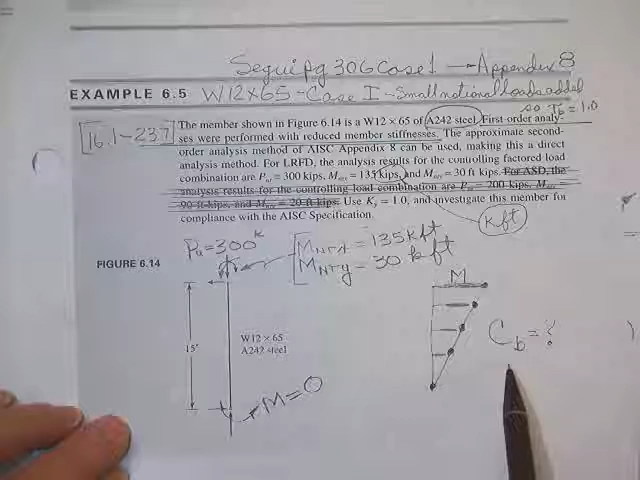 Segui pg 306 Case 1 — Appendix 8
EXAMPLE 6.5 W12×65 - Case I - Small notional loads added
so τb = 1.0
[16.1-237]
The member shown in Figure 6.14 is a W12 × 65 of A242 steel. First-order analy-
ses were performed with reduced member stiffnesses. The approximate second-
order analysis method of AISC Appendix 8 can be used, making this a direct
analysis method. For LRFD, the analysis results for the controlling factored load
combination are Pnt = 300 kips, Mntx = 135 kips, and Mnty = 30 ft kips. For ASD, the
analysis results for the controlling load combination are Pnt = 200 kips, Mntx =
90 ft-kips, and Mnty = 20 ft-kips. Use Ky = 1.0, and investigate this member for
compliance with the AISC Specification.
kft
Pu = 300 k
MNTX = 135 kft
MNTy = 30 kft
FIGURE 6.14
M
15'
W12 × 65
A242 steel
Cb = ?
M = 0